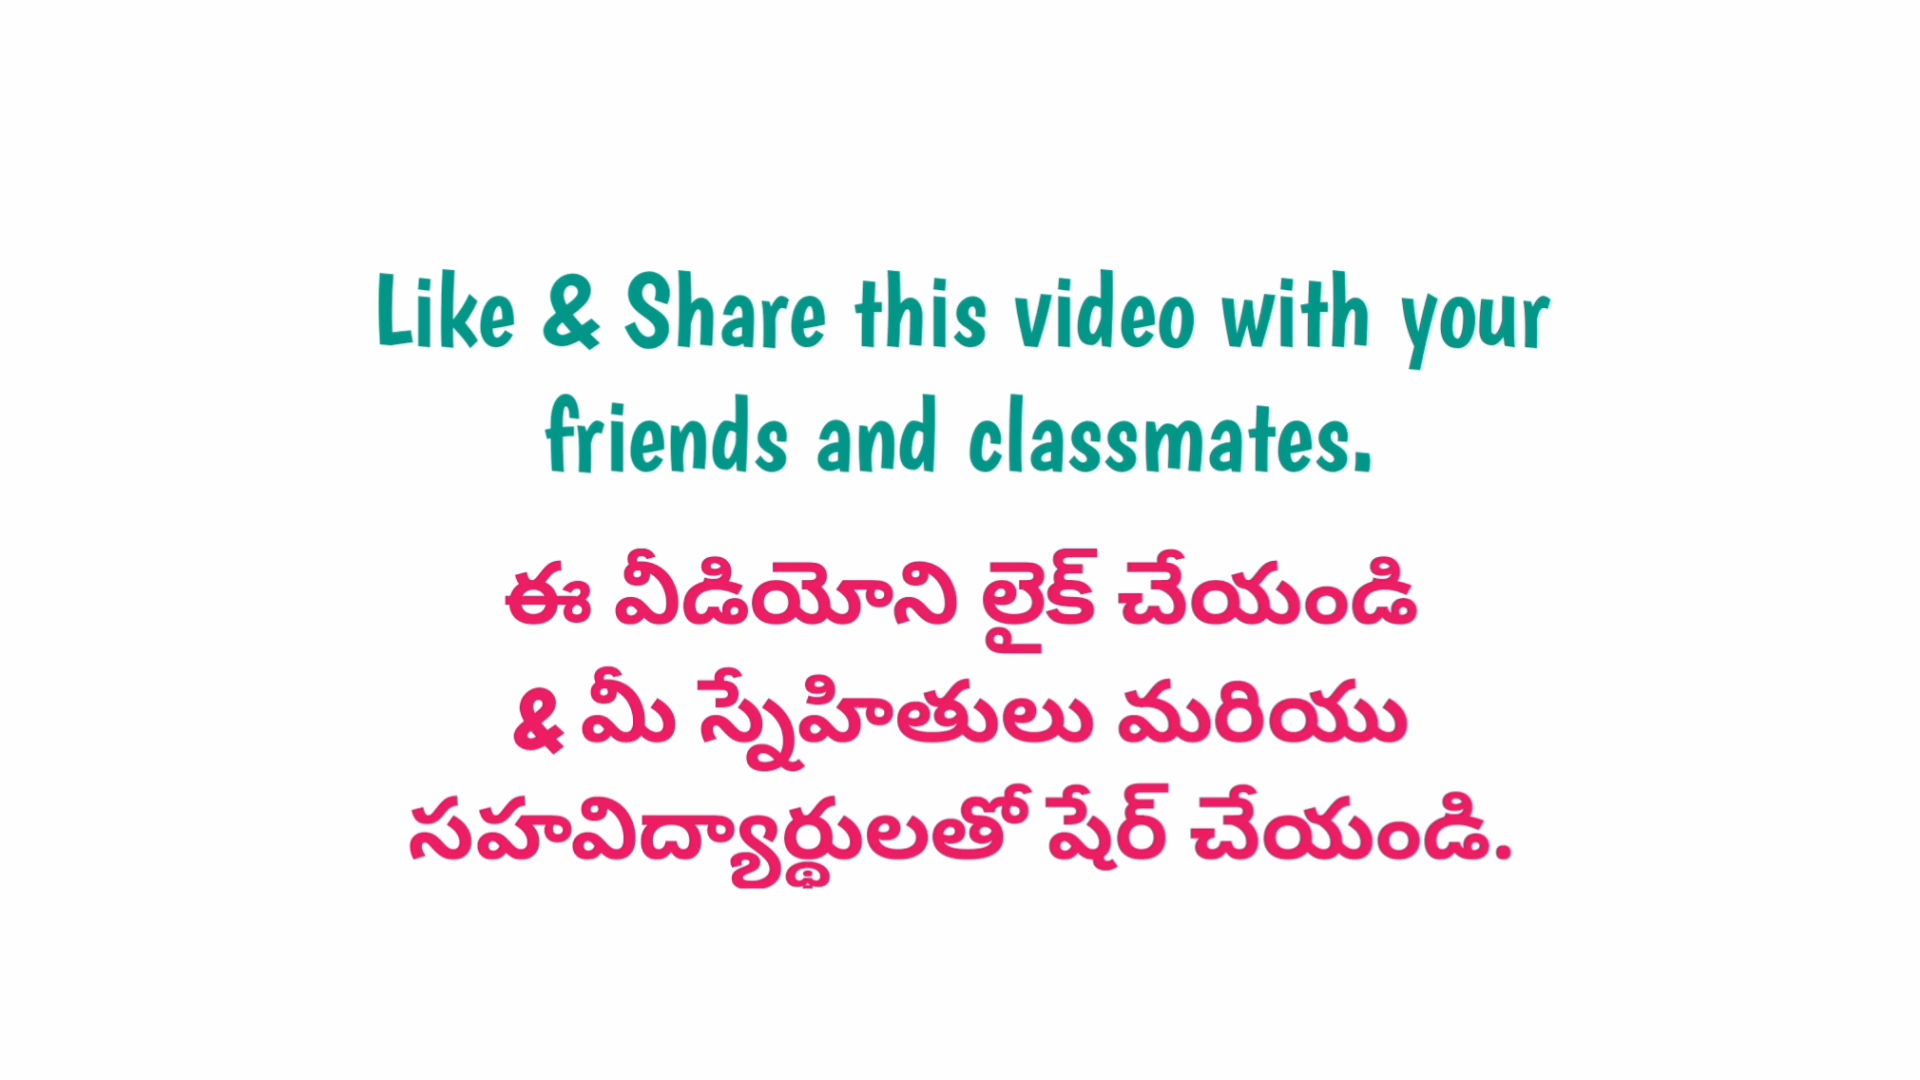 Like & Share this video with your
friends and classmates.
ఈ వీడియోని లైక్ చేయండి
& మీ స్నేహితులు మరియు
సహవిద్యార్థులతో షేర్ చేయండి.